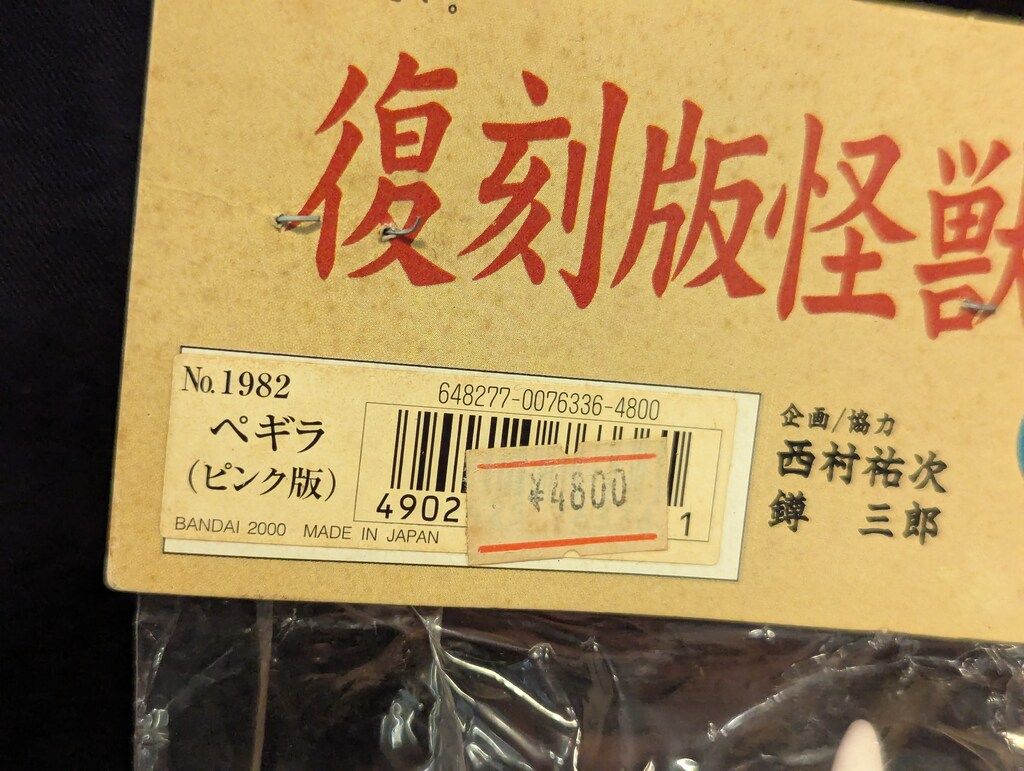 復刻版怪獣
No.1982
ペギラ
(ピンク版)
648277-0076336-4800
4902
1
¥4800
BANDAI 2000 MADE IN JAPAN
企画/協力
西村祐次
鐏 三郎